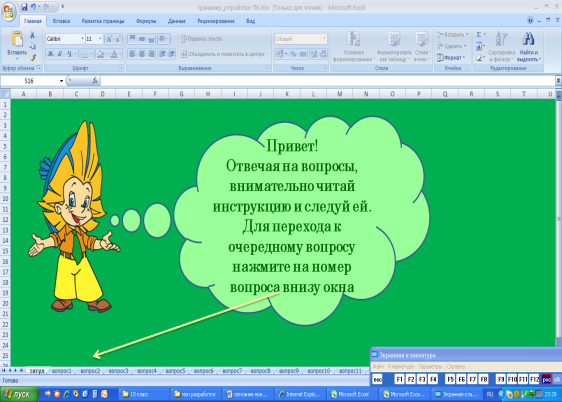 тренажер_устройство ПК.xlsx [Только для чтения] - Microsoft Excel
Главная Вставка Разметка страницы Формулы Данные Рецензирование Вид
Calibri 11 Перенос текста Общий Вставить
Вставить Объединить и поместить в центре Условное форматирование Форматировать как таблицу Стили ячеек Удалить Формат Сортировка и фильтр Найти и выделить
Буфер обмена Шрифт Выравнивание Число Стили Ячейки Редактирование
S16 fx
A B C D E F G H I J K L M N O P Q R S T U
1
2
3
4
5
6
7
8
9
10
11
12
13
14
15
16
17
18
19
20
21
22
23
24
25
26
Привет!
Отвечая на вопросы,
внимательно читай
инструкцию и следуй ей.
Для перехода к
очередному вопросу
нажмите на номер
вопроса внизу окна
титул вопрос1 вопрос2 вопрос3 вопрос4 вопрос5 вопрос6 вопрос7 вопрос8 вопрос9 вопрос10 вопрос11
Готово
Экранная клавиатура
Файл Клавиатура Параметры Справка
esc F1 F2 F3 F4 F5 F6 F7 F8 F9 F10 F11 F12 psc
пуск 10 класс мои разработки Internet Explo... Microsoft Excel Microsoft Exce... Экранная кла... RU 23:28